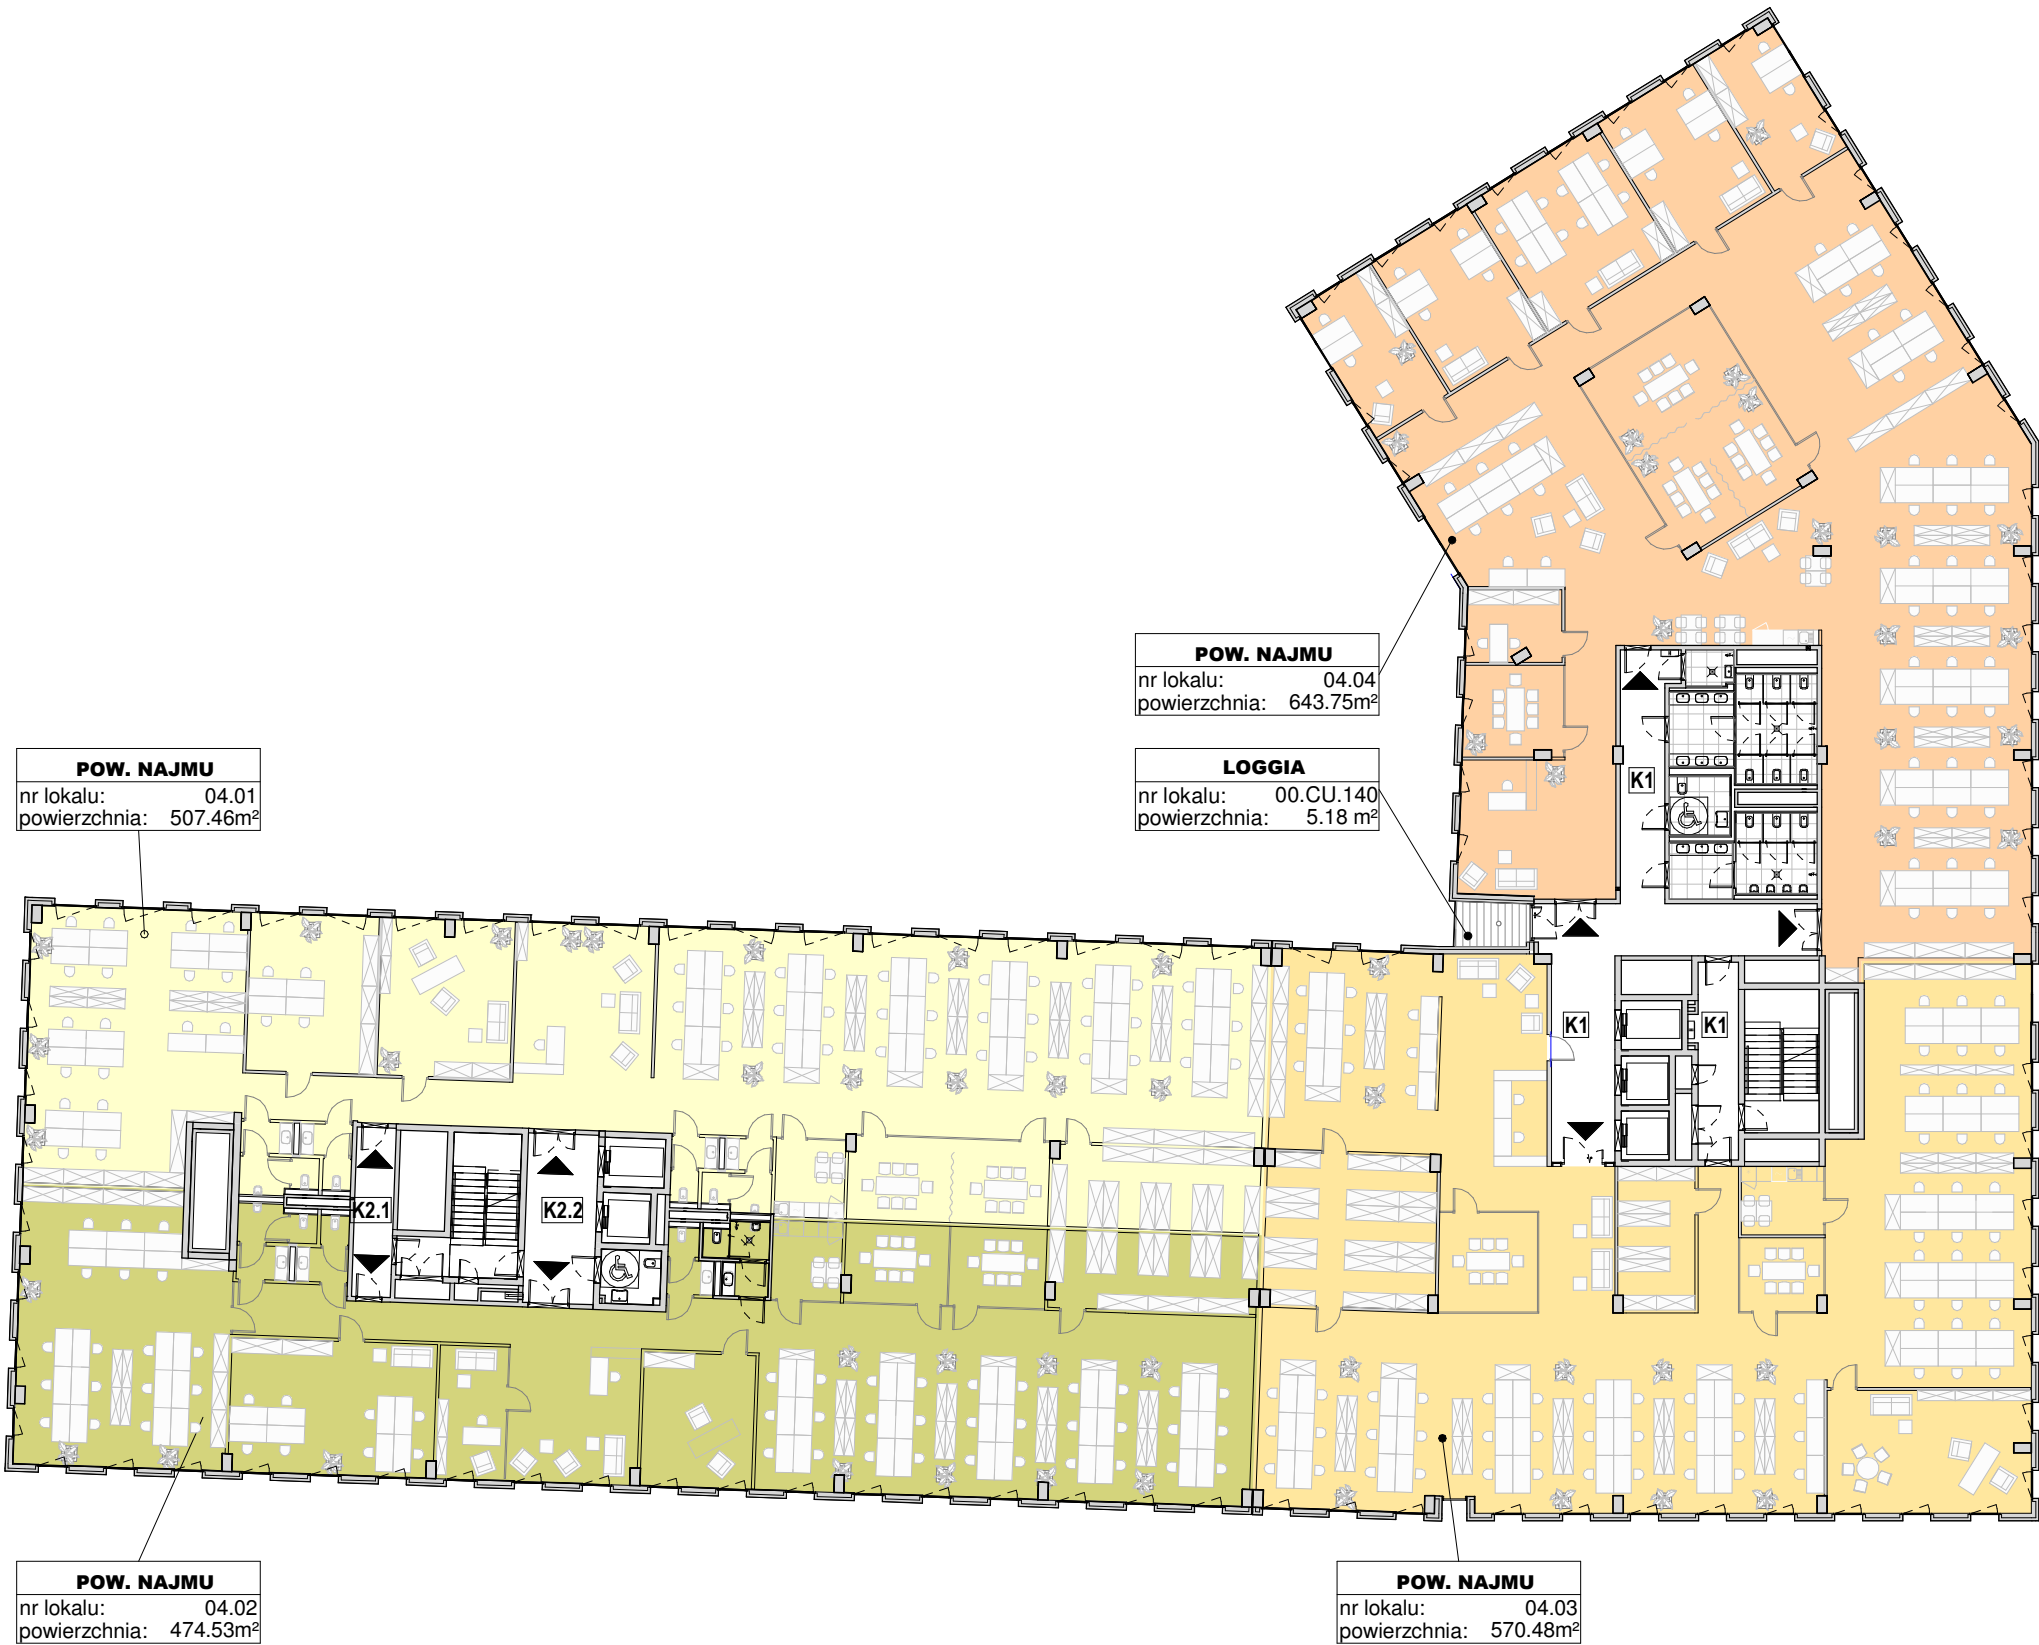 POW. NAJMU
nr lokalu: 04.04
powierzchnia: 643.75m²
LOGGIA
nr lokalu: 00.CU.140
powierzchnia: 5.18 m²
POW. NAJMU
nr lokalu: 04.01
powierzchnia: 507.46m²
K1
K1
K1
K2.1
K2.2
POW. NAJMU
nr lokalu: 04.02
powierzchnia: 474.53m²
POW. NAJMU
nr lokalu: 04.03
powierzchnia: 570.48m²